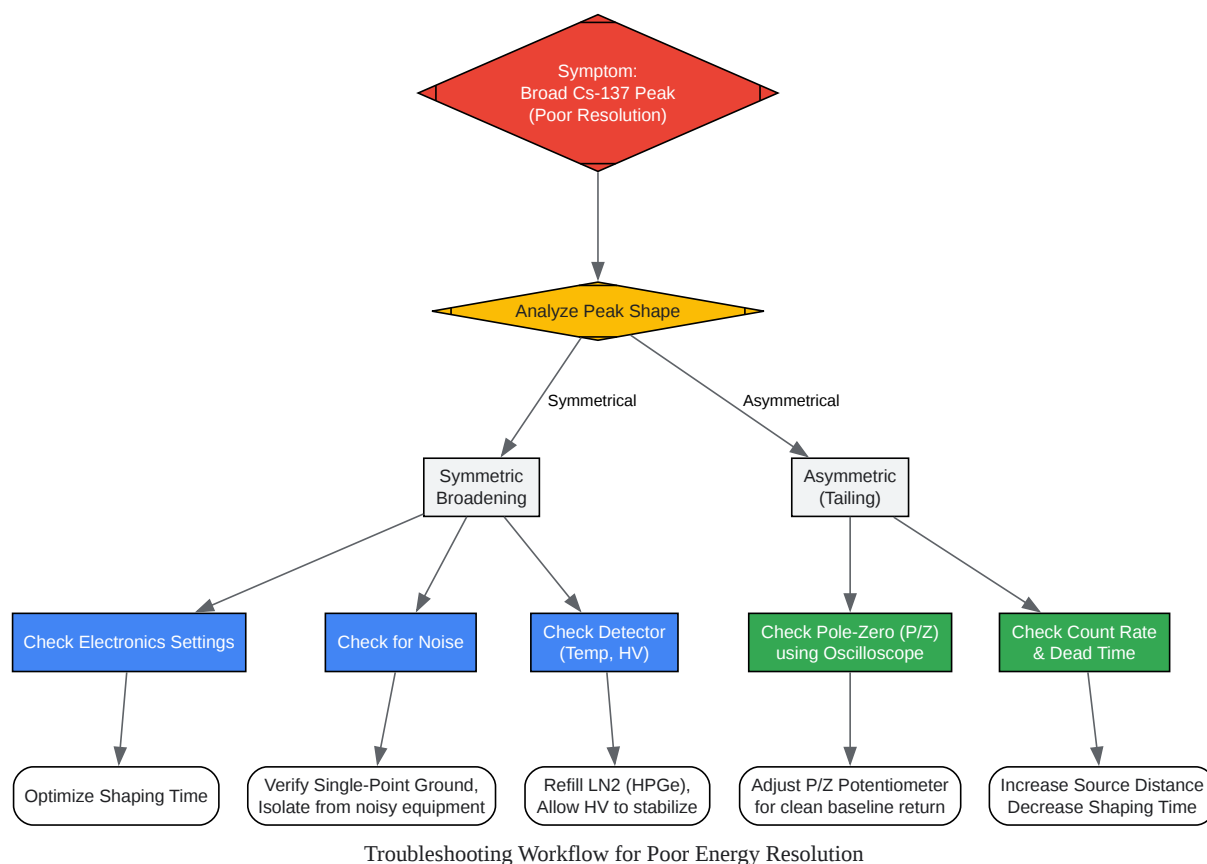 Symptom:
Broad Cs-137 Peak
(Poor Resolution)
Analyze Peak Shape
Symmetrical
Asymmetrical
Symmetric
Broadening
Asymmetric
(Tailing)
Check Electronics Settings
Check for Noise
Check Detector
(Temp, HV)
Check Pole-Zero (P/Z)
using Oscilloscope
Check Count Rate
& Dead Time
Optimize Shaping Time
Verify Single-Point Ground,
Isolate from noisy equipment
Refill LN2 (HPGe),
Allow HV to stabilize
Adjust P/Z Potentiometer
for clean baseline return
Increase Source Distance
Decrease Shaping Time
Troubleshooting Workflow for Poor Energy Resolution